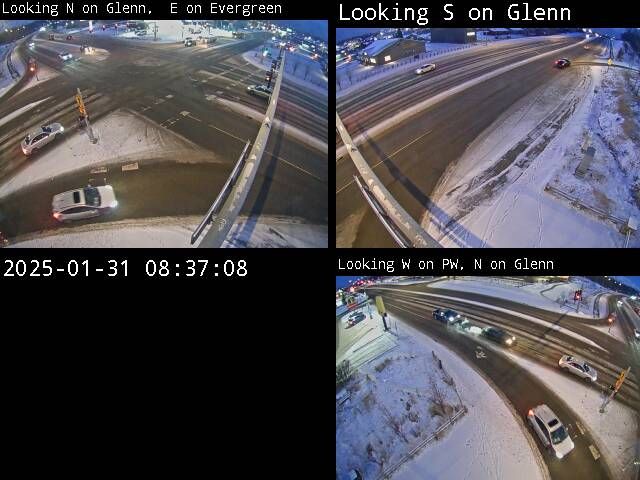 Looking N on Glenn, E on Evergreen
Looking S on Glenn
2025-01-31 08:37:08
Looking W on PW, N on Glenn